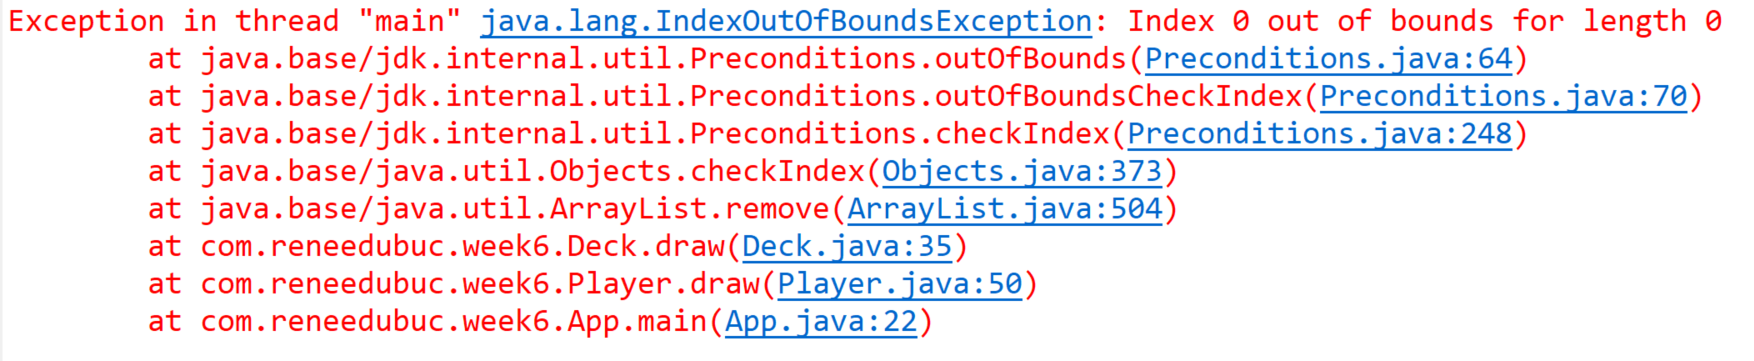 Exception in thread "main" java.lang.IndexOutOfBoundsException: Index 0 out of bounds for length 0
at java.base/jdk.internal.util.Preconditions.outOfBounds(Preconditions.java:64)
at java.base/jdk.internal.util.Preconditions.outOfBoundsCheckIndex(Preconditions.java:70)
at java.base/jdk.internal.util.Preconditions.checkIndex(Preconditions.java:248)
at java.base/java.util.Objects.checkIndex(Objects.java:373)
at java.base/java.util.ArrayList.remove(ArrayList.java:504)
at com.reneedubuc.week6.Deck.draw(Deck.java:35)
at com.reneedubuc.week6.Player.draw(Player.java:50)
at com.reneedubuc.week6.App.main(App.java:22)